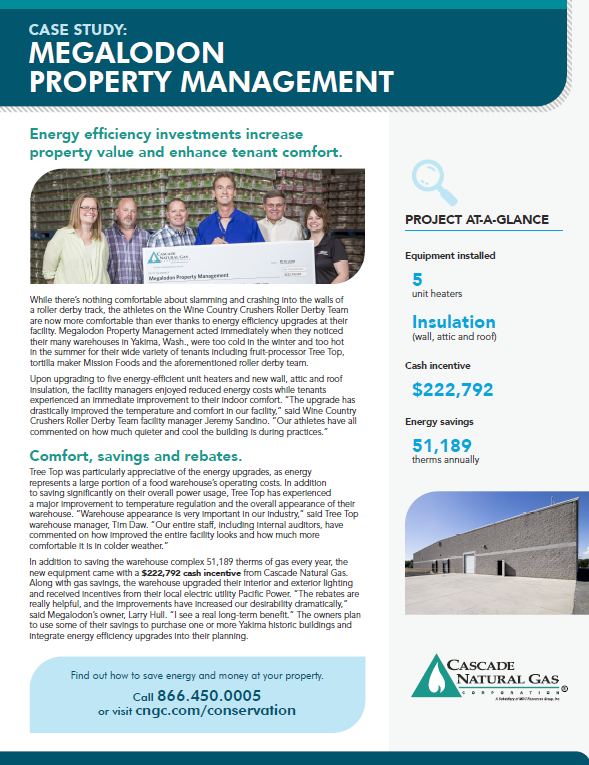 CASE STUDY:
MEGALODON
PROPERTY MANAGEMENT
Energy efficiency investments increase
property value and enhance tenant comfort.
CASCADE
NATURAL GAS
Megalodon Property Management
While there's nothing comfortable about slamming and crashing into the walls of
a roller derby track, the athletes on the Wine Country Crushers Roller Derby Team
are now more comfortable than ever thanks to energy efficiency upgrades at their
facility. Megalodon Property Management acted immediately when they noticed
their many warehouses in Yakima, Wash., were too cold in the winter and too hot
in the summer for their wide variety of tenants including fruit-processor Tree Top,
tortilla maker Mission Foods and the aforementioned roller derby team.
Upon upgrading to five energy-efficient unit heaters and new wall, attic and roof
insulation, the facility managers enjoyed reduced energy costs while tenants
experienced an immediate improvement to their indoor comfort. "The upgrade has
drastically improved the temperature and comfort in our facility," said Wine Country
Crushers Roller Derby Team facility manager Jeremy Sandino. "Our athletes have all
commented on how much quieter and cool the building is during practices."
Comfort, savings and rebates.
Tree Top was particularly appreciative of the energy upgrades, as energy
represents a large portion of a food warehouse's operating costs. In addition
to saving significantly on their overall power usage, Tree Top has experienced
a major improvement to temperature regulation and the overall appearance of their
warehouse. "Warehouse appearance is very important in our industry," said Tree Top
warehouse manager, Tim Daw. "Our entire staff, including internal auditors, have
commented on how improved the entire facility looks and how much more
comfortable it is in colder weather."
In addition to saving the warehouse complex 51,189 therms of gas every year, the
new equipment came with a $222,792 cash incentive from Cascade Natural Gas.
Along with gas savings, the warehouse upgraded their interior and exterior lighting
and received incentives from their local electric utility Pacific Power. "The rebates are
really helpful, and the improvements have increased our desirability dramatically,"
said Megalodon's owner, Larry Hull. "I see a real long-term benefit." The owners plan
to use some of their savings to purchase one or more Yakima historic buildings and
integrate energy efficiency upgrades into their planning.
Find out how to save energy and money at your property.
Call 866.450.0005
or visit cngc.com/conservation
PROJECT AT-A-GLANCE
Equipment installed
5
unit heaters
Insulation
(wall, attic and roof)
Cash incentive
$222,792
Energy savings
51,189
therms annually
CASCADE
NATURAL GAS
CORPORATION
A Subsidiary of MDU Resources Group, Inc.